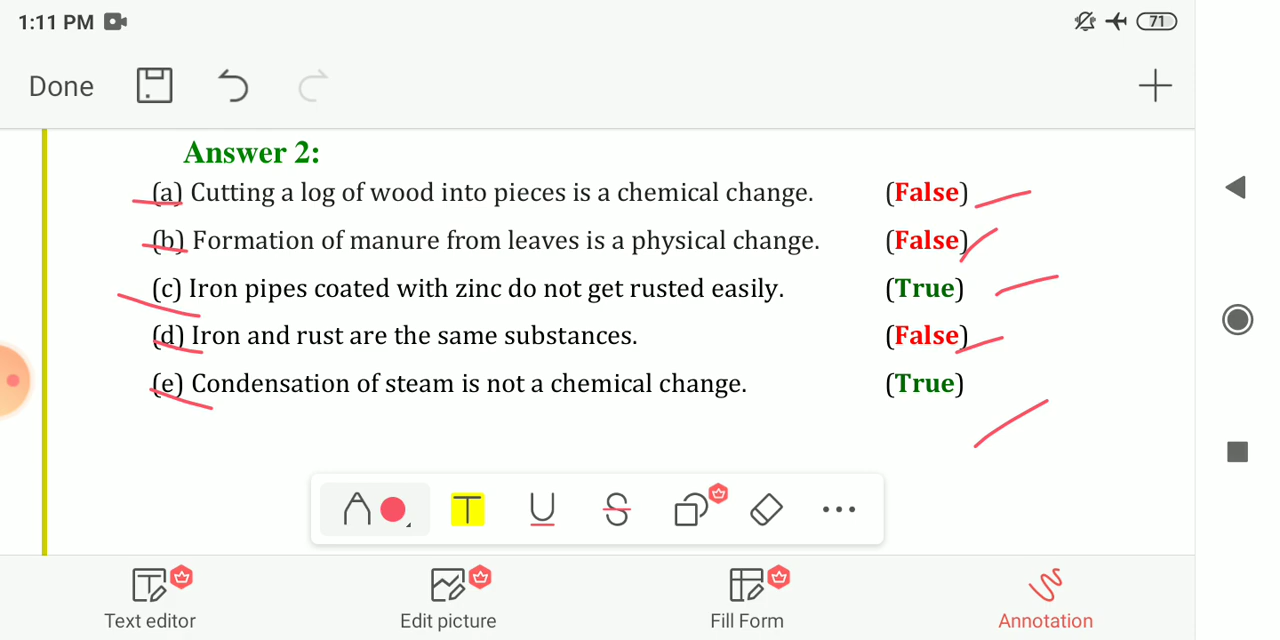 1:11 PM 71
Done
Answer 2:
(a) Cutting a log of wood into pieces is a chemical change. (False)
(b) Formation of manure from leaves is a physical change. (False)
(c) Iron pipes coated with zinc do not get rusted easily. (True)
(d) Iron and rust are the same substances. (False)
(e) Condensation of steam is not a chemical change. (True)
T U S
Text editor Edit picture Fill Form Annotation